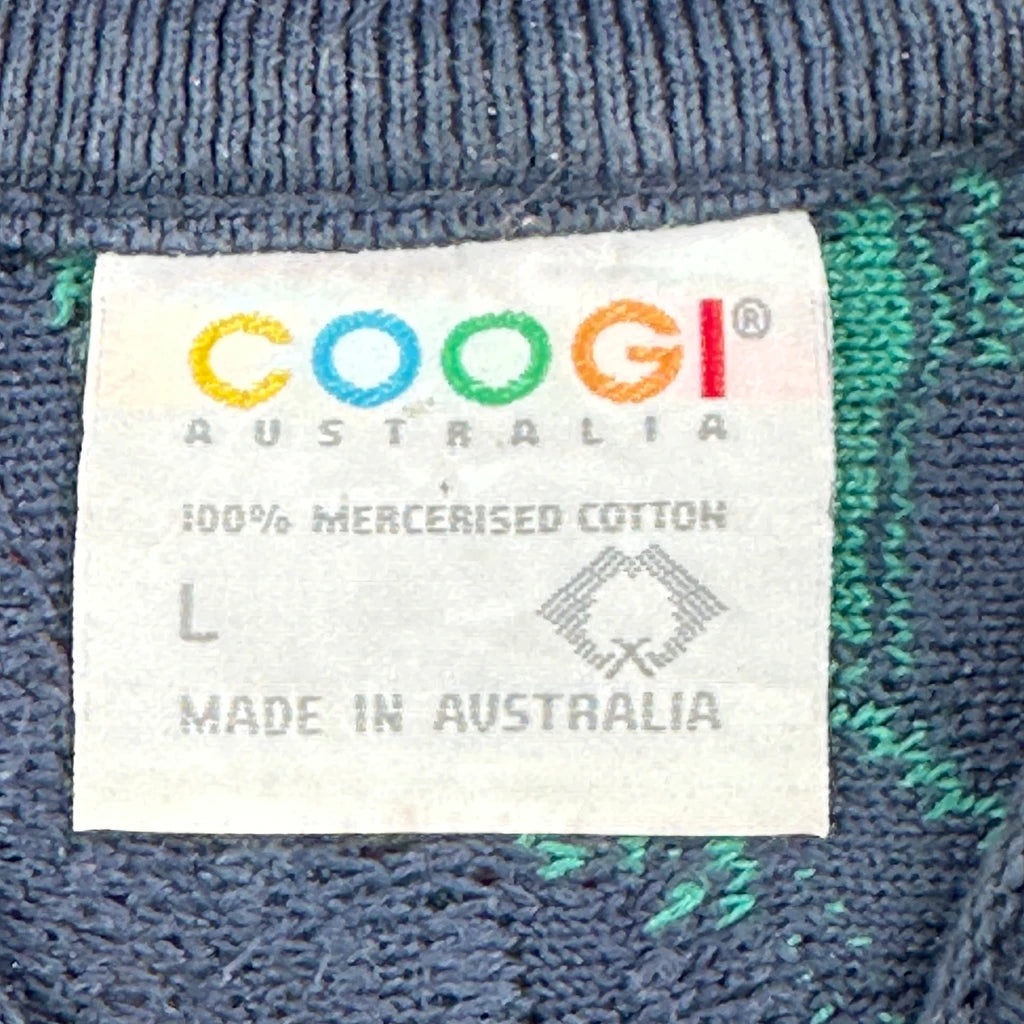 COOGI®
AUSTRALIA
100% MERCERISED COTTON
L
MADE IN AUSTRALIA